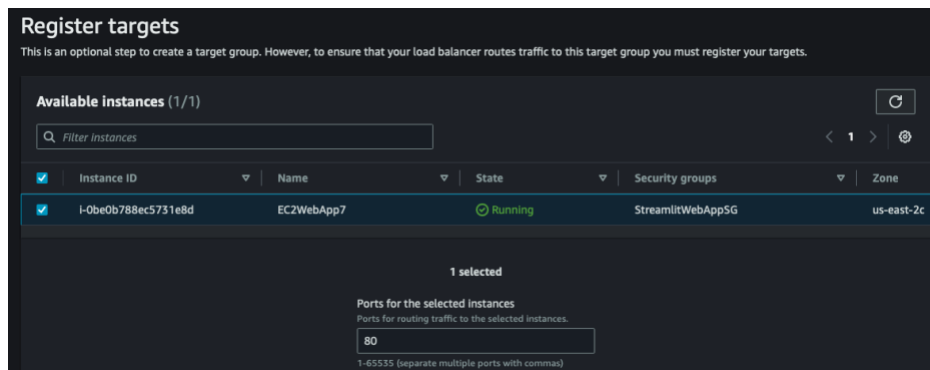 Register targets
This is an optional step to create a target group. However, to ensure that your load balancer routes traffic to this target group you must register your targets.
Available instances (1/1)
Filter instances
1
Instance ID Name State Security groups Zone
i-0be0b788ec5731e8d EC2WebApp7 Running StreamlitWebAppSG us-east-2c
1 selected
Ports for the selected instances
Ports for routing traffic to the selected instances.
80
1-65535 (separate multiple ports with commas)